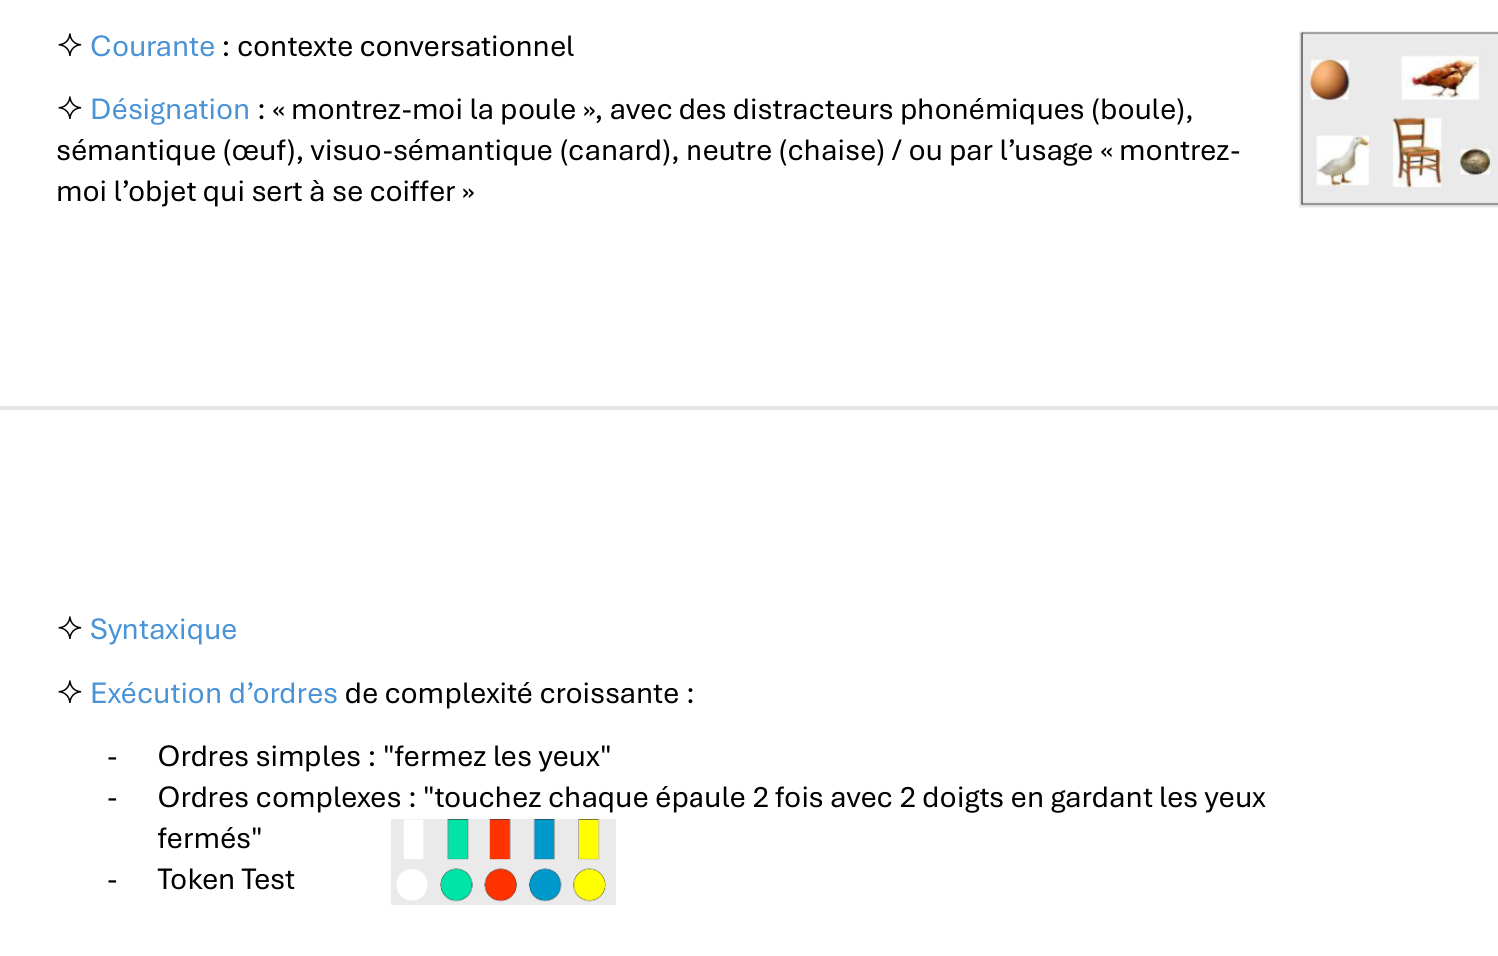 ✧ Courante : contexte conversationnel
✧ Désignation : « montrez-moi la poule », avec des distracteurs phonémiques (boule),
sémantique (œuf), visuo-sémantique (canard), neutre (chaise) / ou par l’usage « montrez-
moi l’objet qui sert à se coiffer »
✧ Syntaxique
✧ Exécution d’ordres de complexité croissante :
- Ordres simples : "fermez les yeux"
- Ordres complexes : "touchez chaque épaule 2 fois avec 2 doigts en gardant les yeux
fermés"
- Token Test